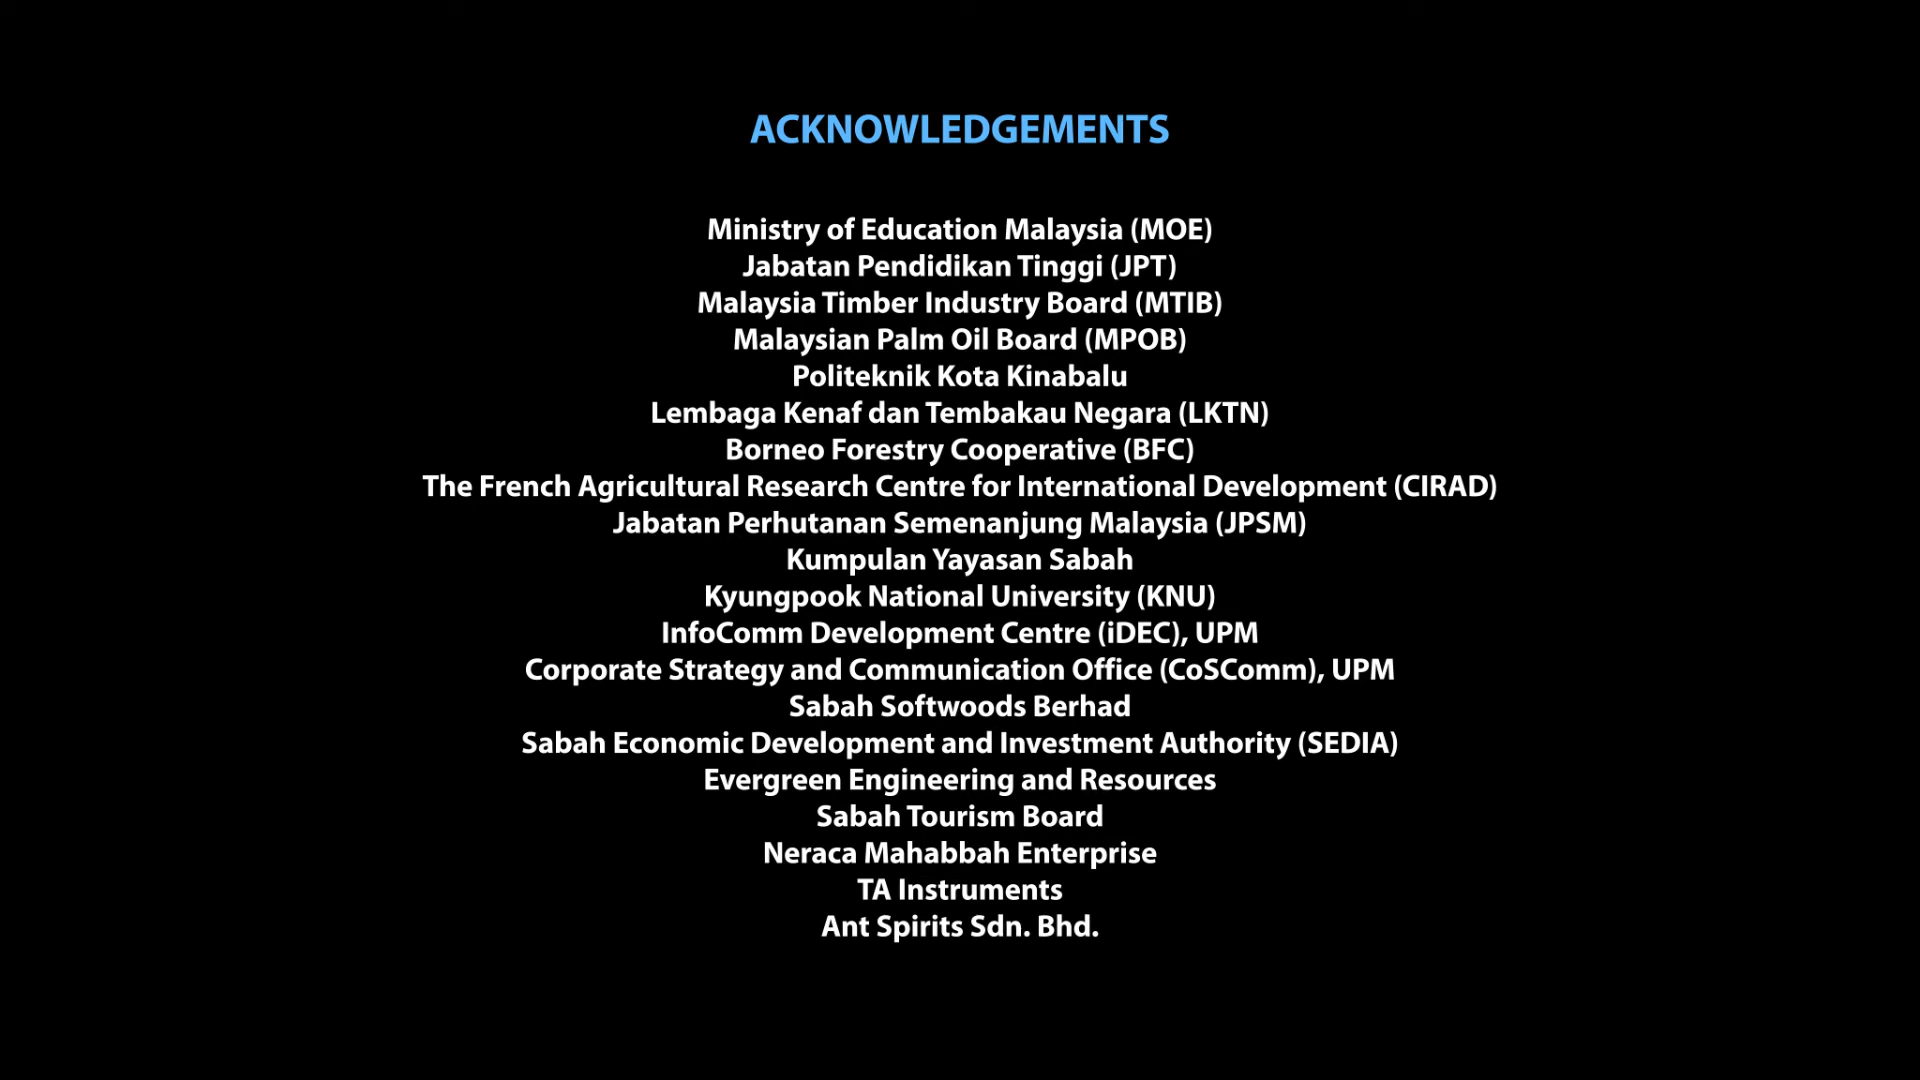 ACKNOWLEDGEMENTS
Ministry of Education Malaysia (MOE)
Jabatan Pendidikan Tinggi (JPT)
Malaysia Timber Industry Board (MTIB)
Malaysian Palm Oil Board (MPOB)
Politeknik Kota Kinabalu
Lembaga Kenaf dan Tembakau Negara (LKTN)
Borneo Forestry Cooperative (BFC)
The French Agricultural Research Centre for International Development (CIRAD)
Jabatan Perhutanan Semenanjung Malaysia (JPSM)
Kumpulan Yayasan Sabah
Kyungpook National University (KNU)
InfoComm Development Centre (iDEC), UPM
Corporate Strategy and Communication Office (CoSComm), UPM
Sabah Softwoods Berhad
Sabah Economic Development and Investment Authority (SEDIA)
Evergreen Engineering and Resources
Sabah Tourism Board
Neraca Mahabbah Enterprise
TA Instruments
Ant Spirits Sdn. Bhd.